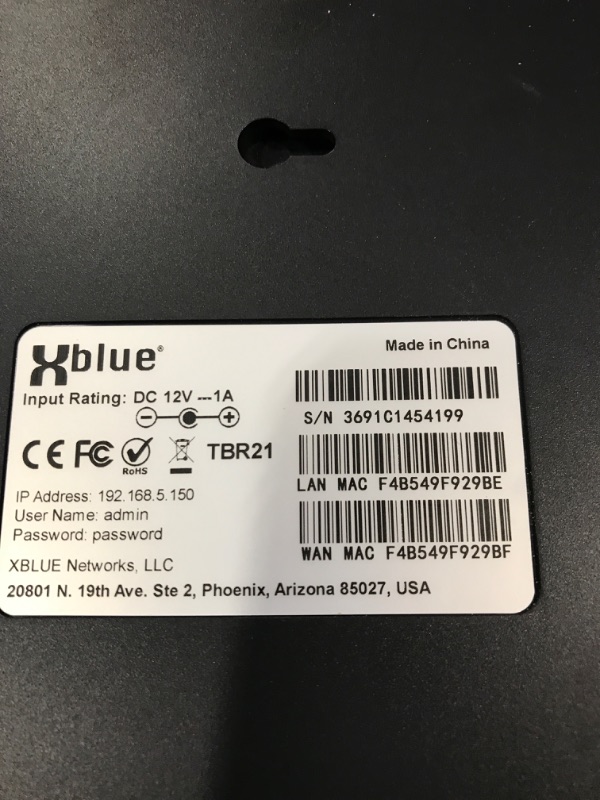 Xblue®
Made in China
Input Rating: DC 12V ---1A
S/N 3691C1454199
CE FC RoHS TBR21
LAN MAC F4B549F929BE
IP Address: 192.168.5.150
User Name: admin
Password: password
WAN MAC F4B549F929BF
XBLUE Networks, LLC
20801 N. 19th Ave. Ste 2, Phoenix, Arizona 85027, USA